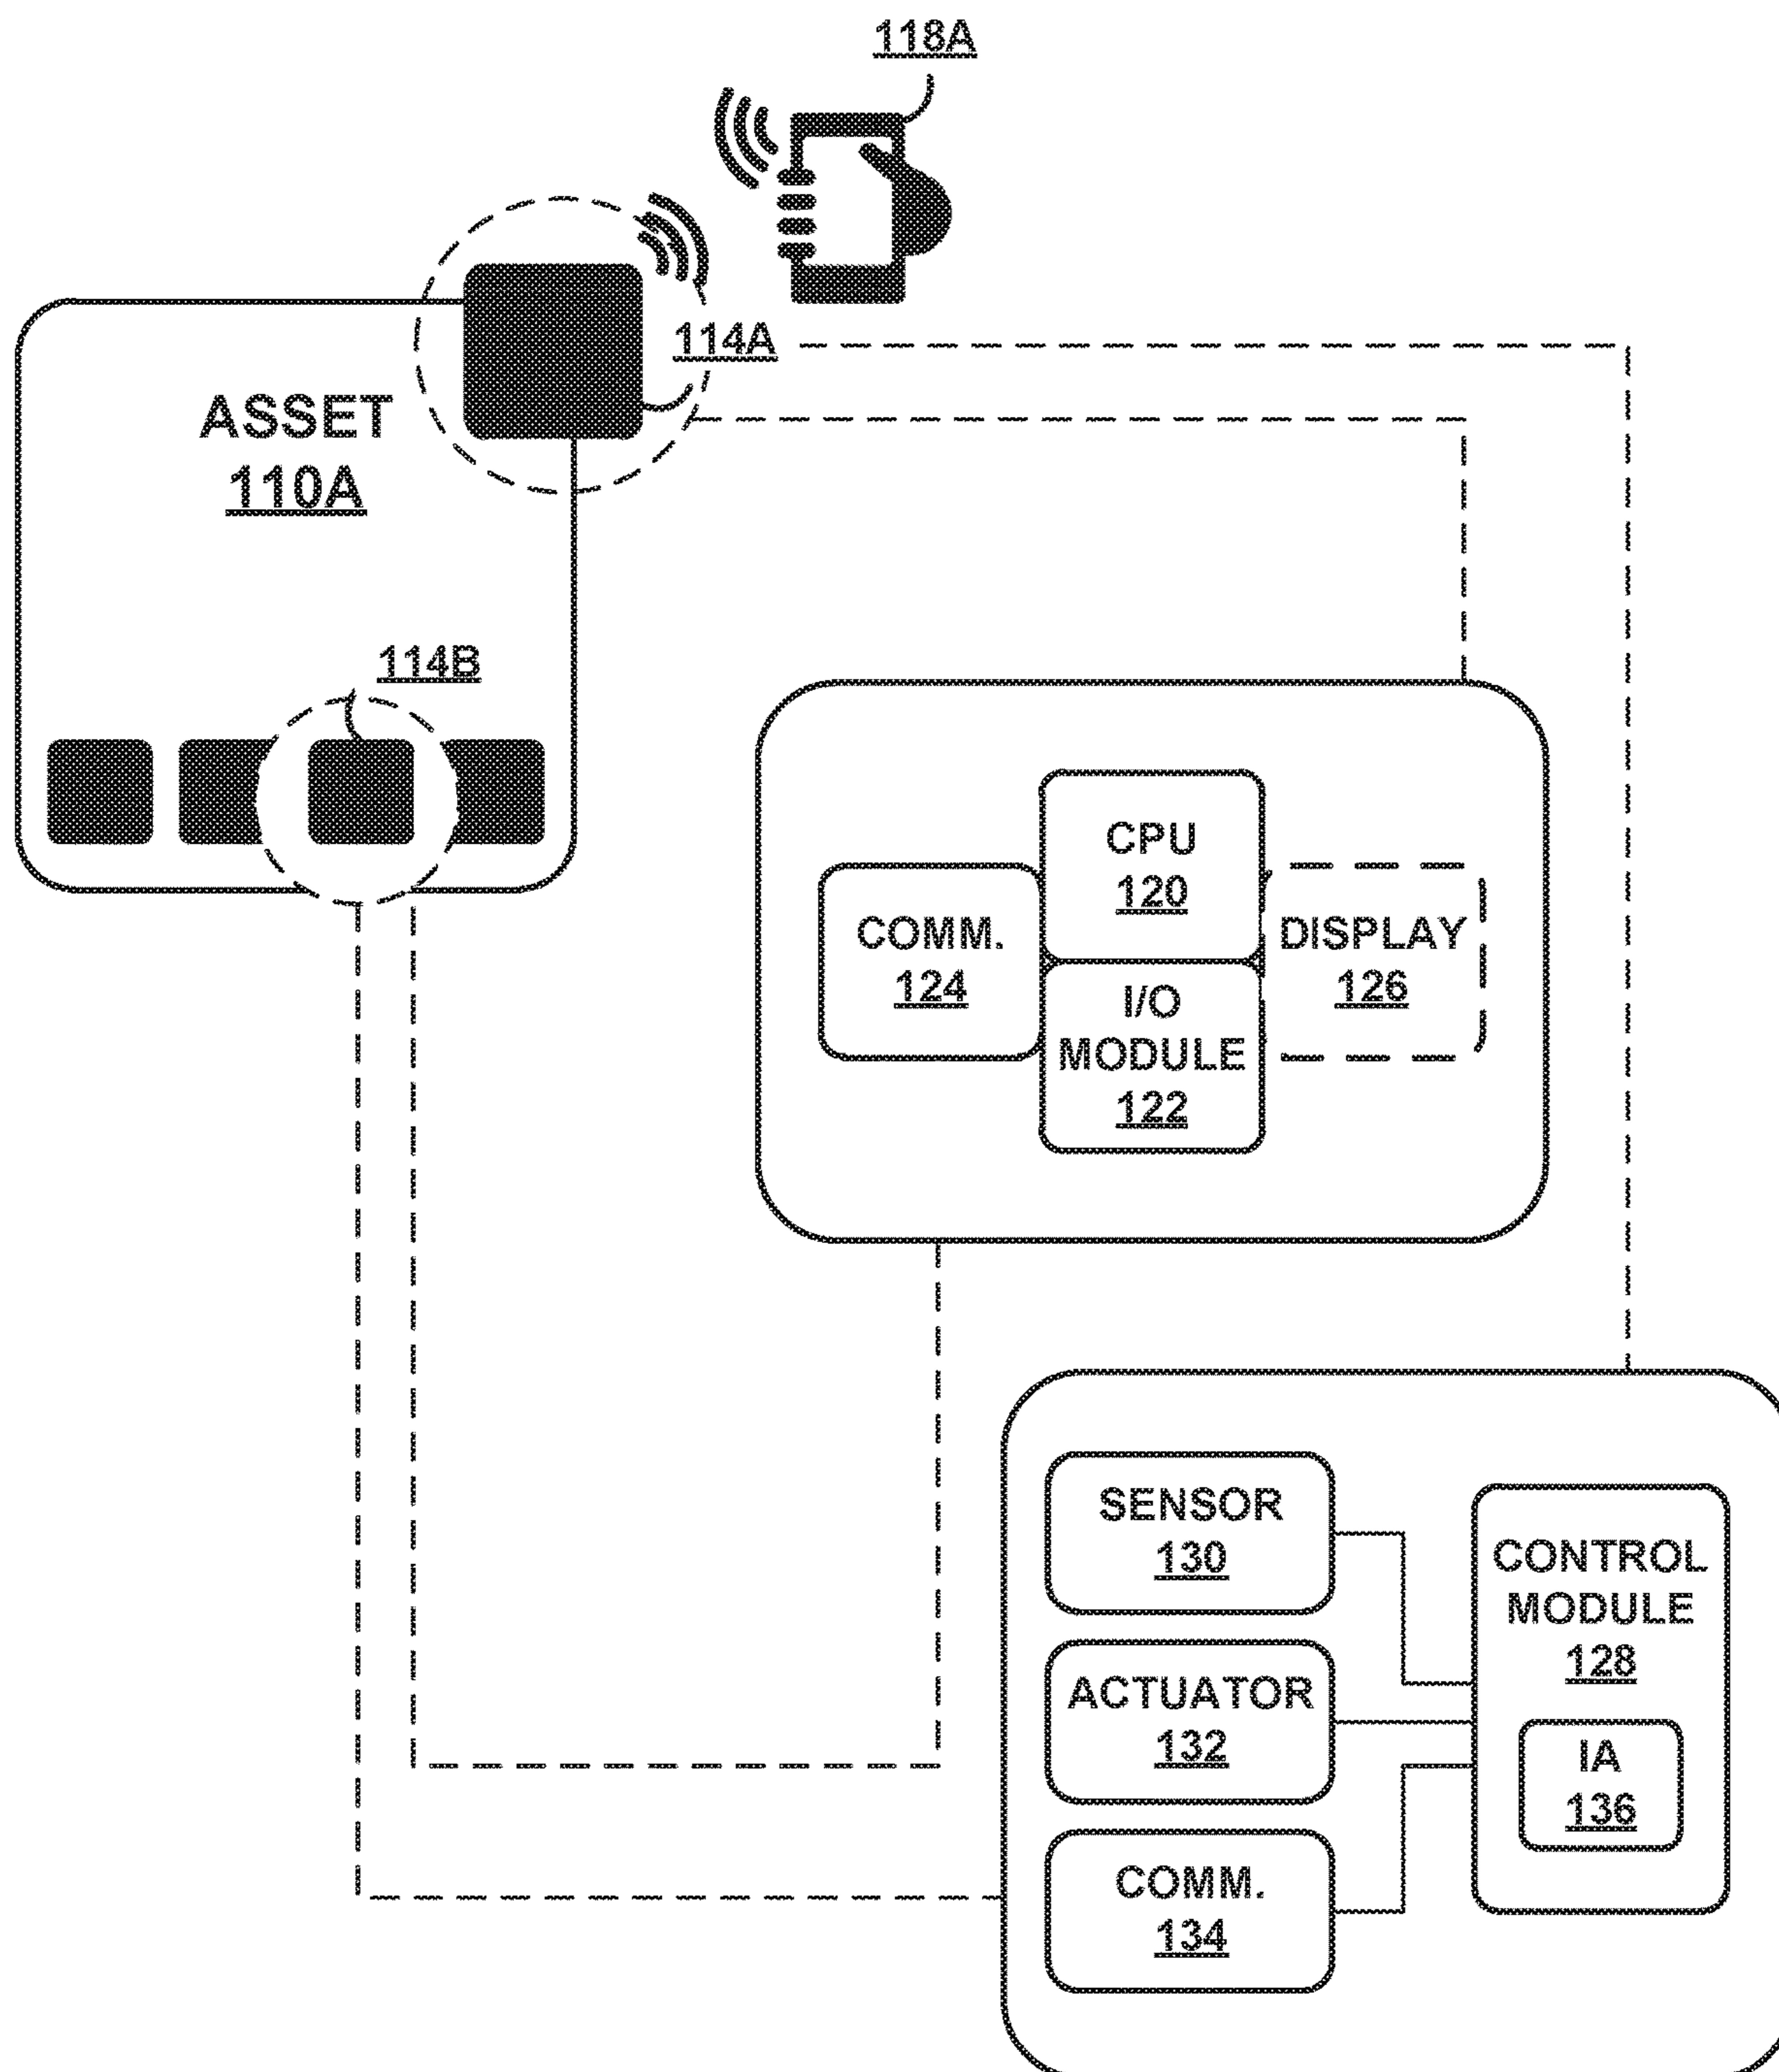 118A
114A
ASSET
110A
114B
CPU
120
COMM.
124
DISPLAY
126
I/O
MODULE
122
SENSOR
130
CONTROL
MODULE
128
ACTUATOR
132
IA
136
COMM.
134